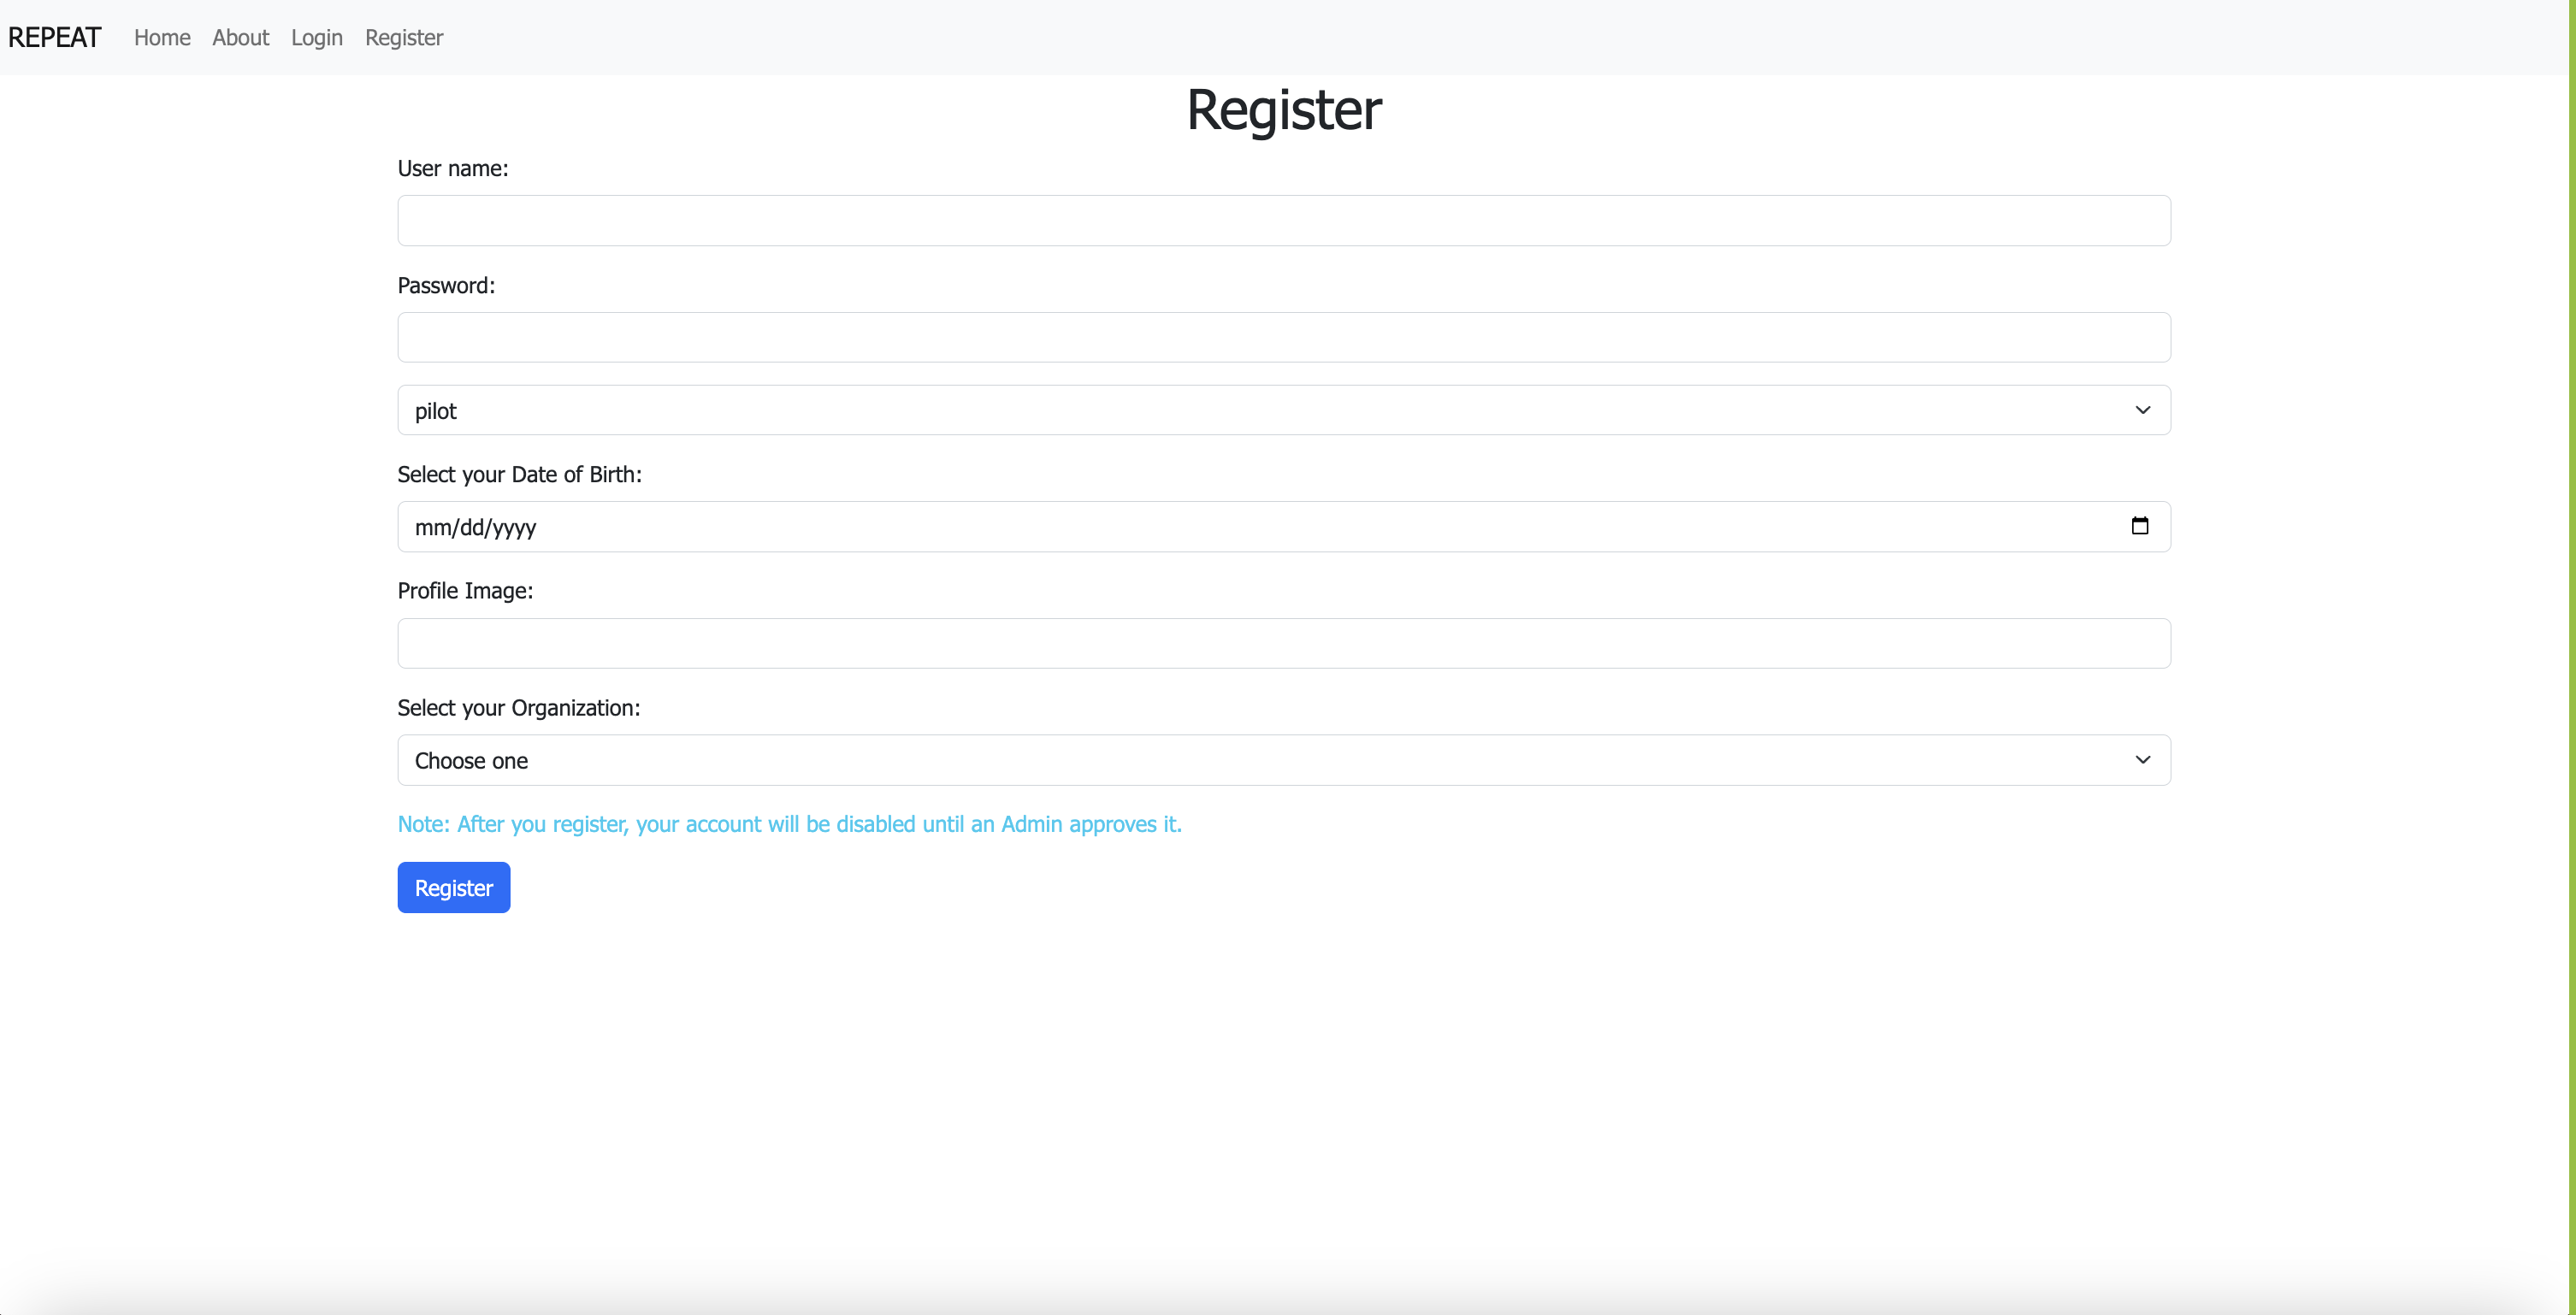 REPEAT Home About Login Register
Register
User name:
Password:
pilot
Select your Date of Birth:
mm/dd/yyyy
Profile Image:
Select your Organization:
Choose one
Note: After you register, your account will be disabled until an Admin approves it.
Register